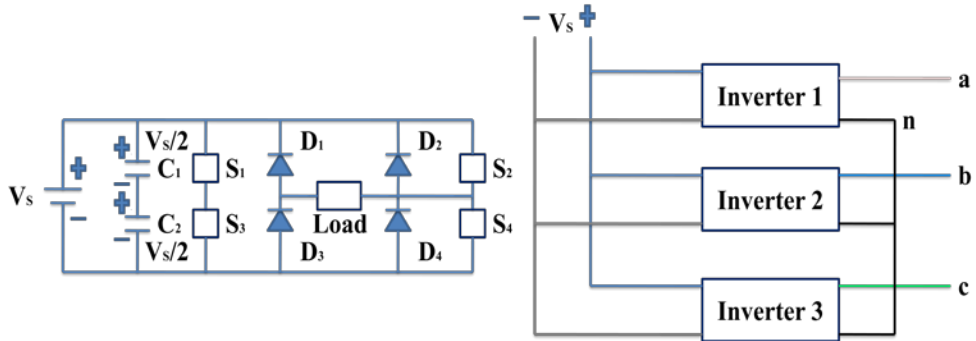 − Vs +
Inverter 1
a
n
Inverter 2
b
Inverter 3
c
Vs
+
−
Vs/2
+
C1
−
+
C2
−
Vs/2
S1
S3
D1
D2
Load
D3
D4
S2
S4